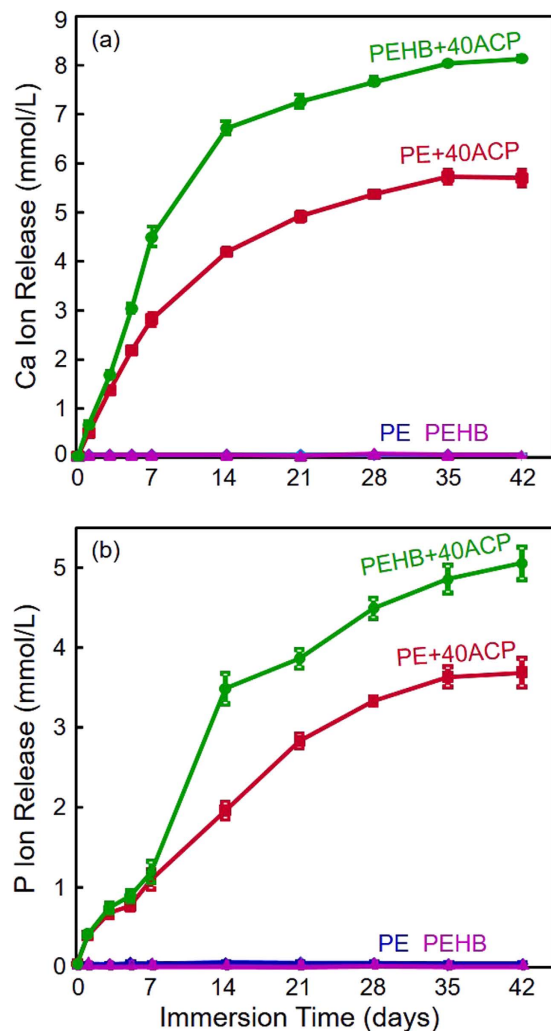 (a)
PEHB+40ACP
PE+40ACP
PE PEHB
Ca Ion Release (mmol/L)
9
8
7
6
5
4
3
2
1
0
0 7 14 21 28 35 42
(b)
PEHB+40ACP
PE+40ACP
PE PEHB
P Ion Release (mmol/L)
5
4
3
2
1
0
0 7 14 21 28 35 42
Immersion Time (days)